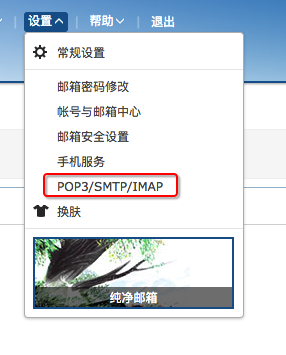 设置 | 帮助 | 退出
常规设置
邮箱密码修改
帐号与邮箱中心
邮箱安全设置
手机服务
POP3/SMTP/IMAP
换肤
纯净邮箱